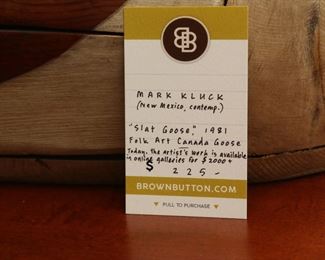 BB
MARK KLUCK
(New Mexico, contemp.)
"Slat Goose," 1981
Folk Art Canada Goose
Today, the artist's work is available
in online galleries for $2000+
$ 225-
BROWNBUTTON.COM
PULL TO PURCHASE